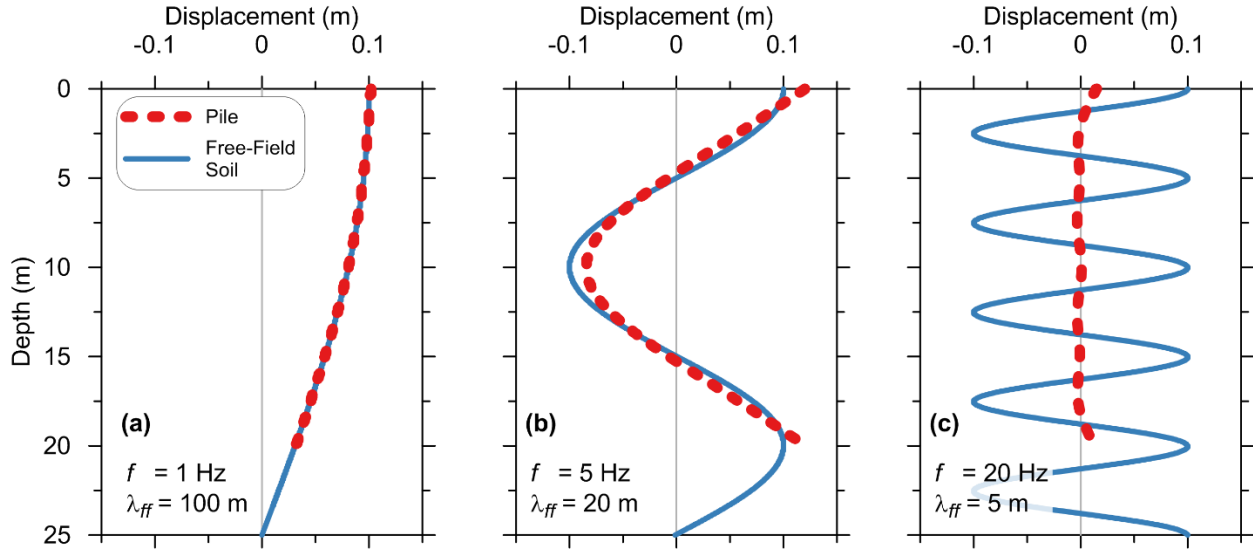 Displacement (m)
-0.1 0 0.1
Displacement (m)
-0.1 0 0.1
Displacement (m)
-0.1 0 0.1
Depth (m)
0
5
10
15
20
25
Pile
Free-Field
Soil
(a)
f = 1 Hz
λff = 100 m
(b)
f = 5 Hz
λff = 20 m
(c)
f = 20 Hz
λff = 5 m